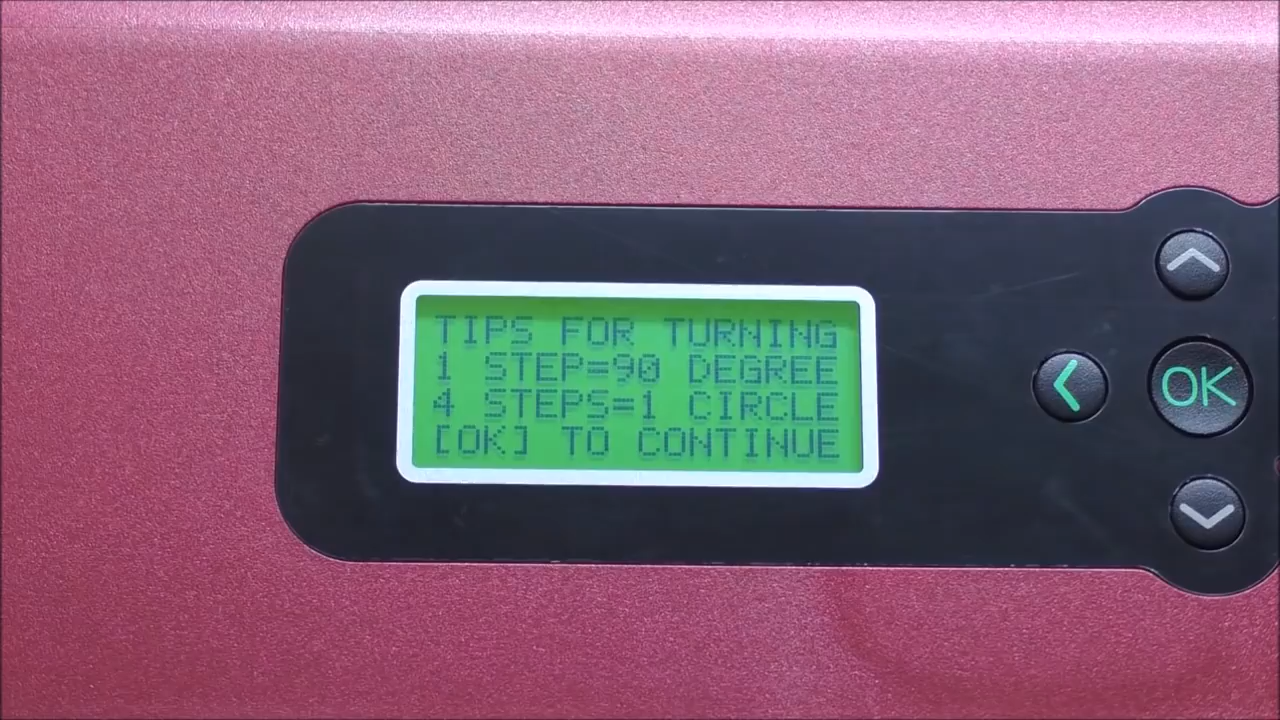 TIPS FOR TURNING
1 STEP=90 DEGREE
4 STEPS=1 CIRCLE
[OK] TO CONTINUE
OK